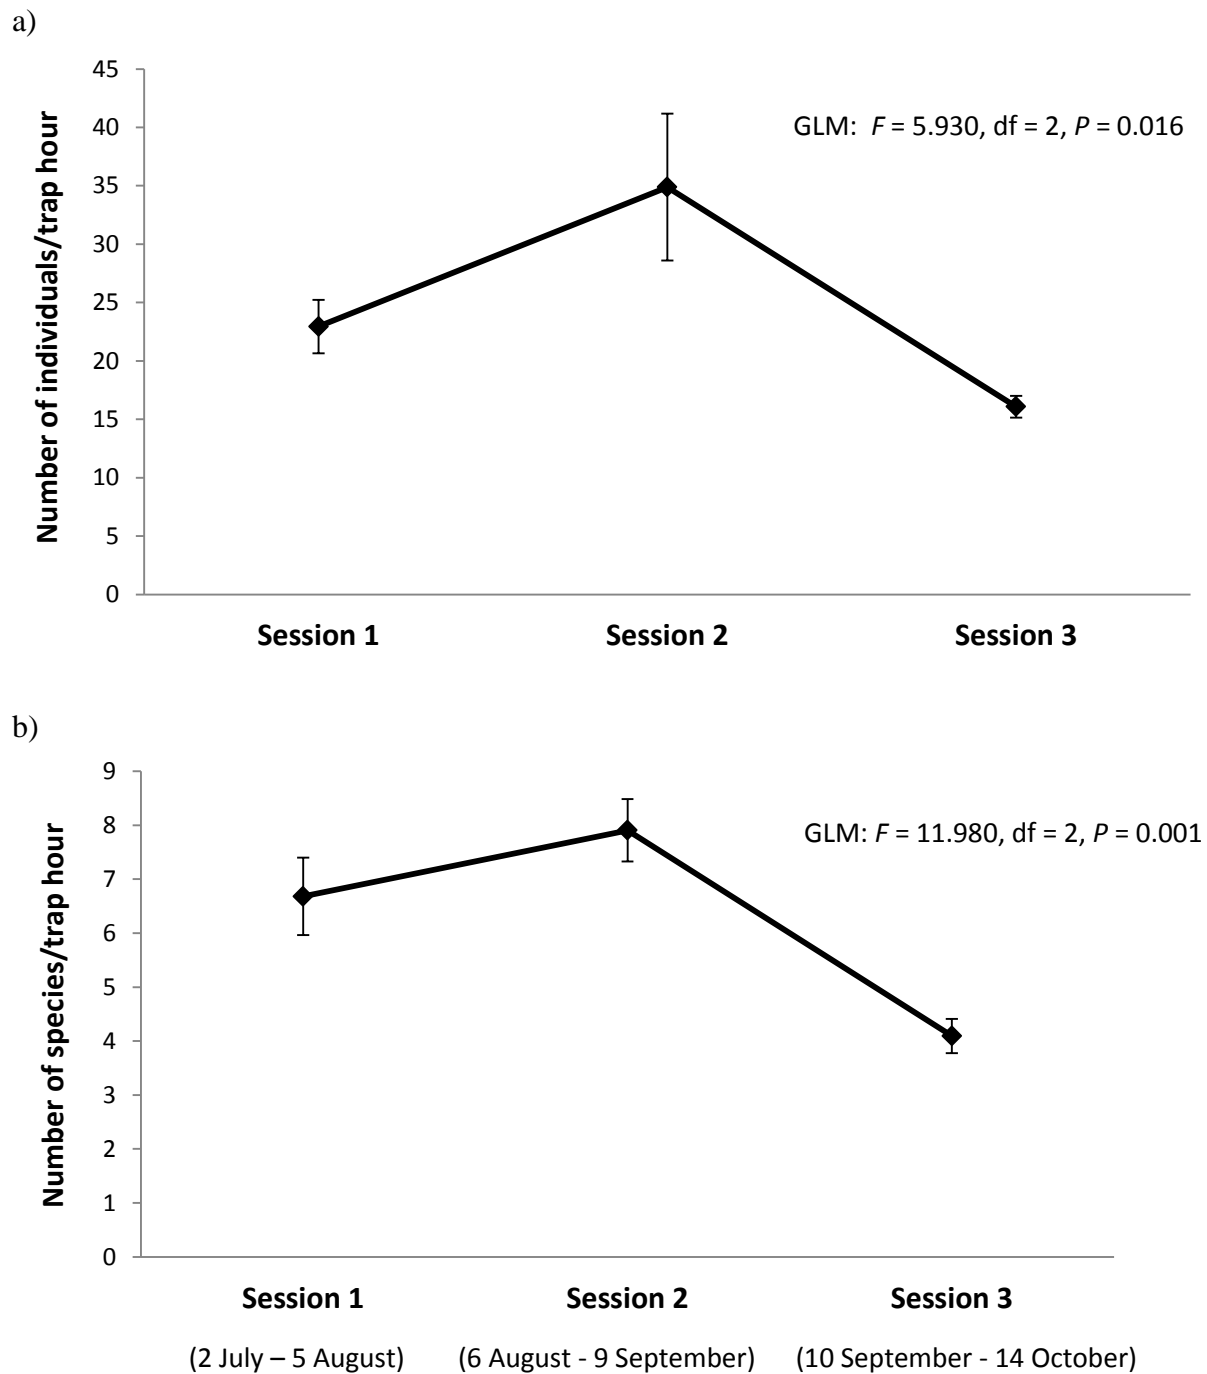 a)
Number of individuals/trap hour
45
40
35
30
25
20
15
10
5
0
GLM: F = 5.930, df = 2, P = 0.016
Session 1 Session 2 Session 3
b)
Number of species/trap hour
9
8
7
6
5
4
3
2
1
0
GLM: F = 11.980, df = 2, P = 0.001
Session 1 Session 2 Session 3
(2 July – 5 August) (6 August - 9 September) (10 September - 14 October)